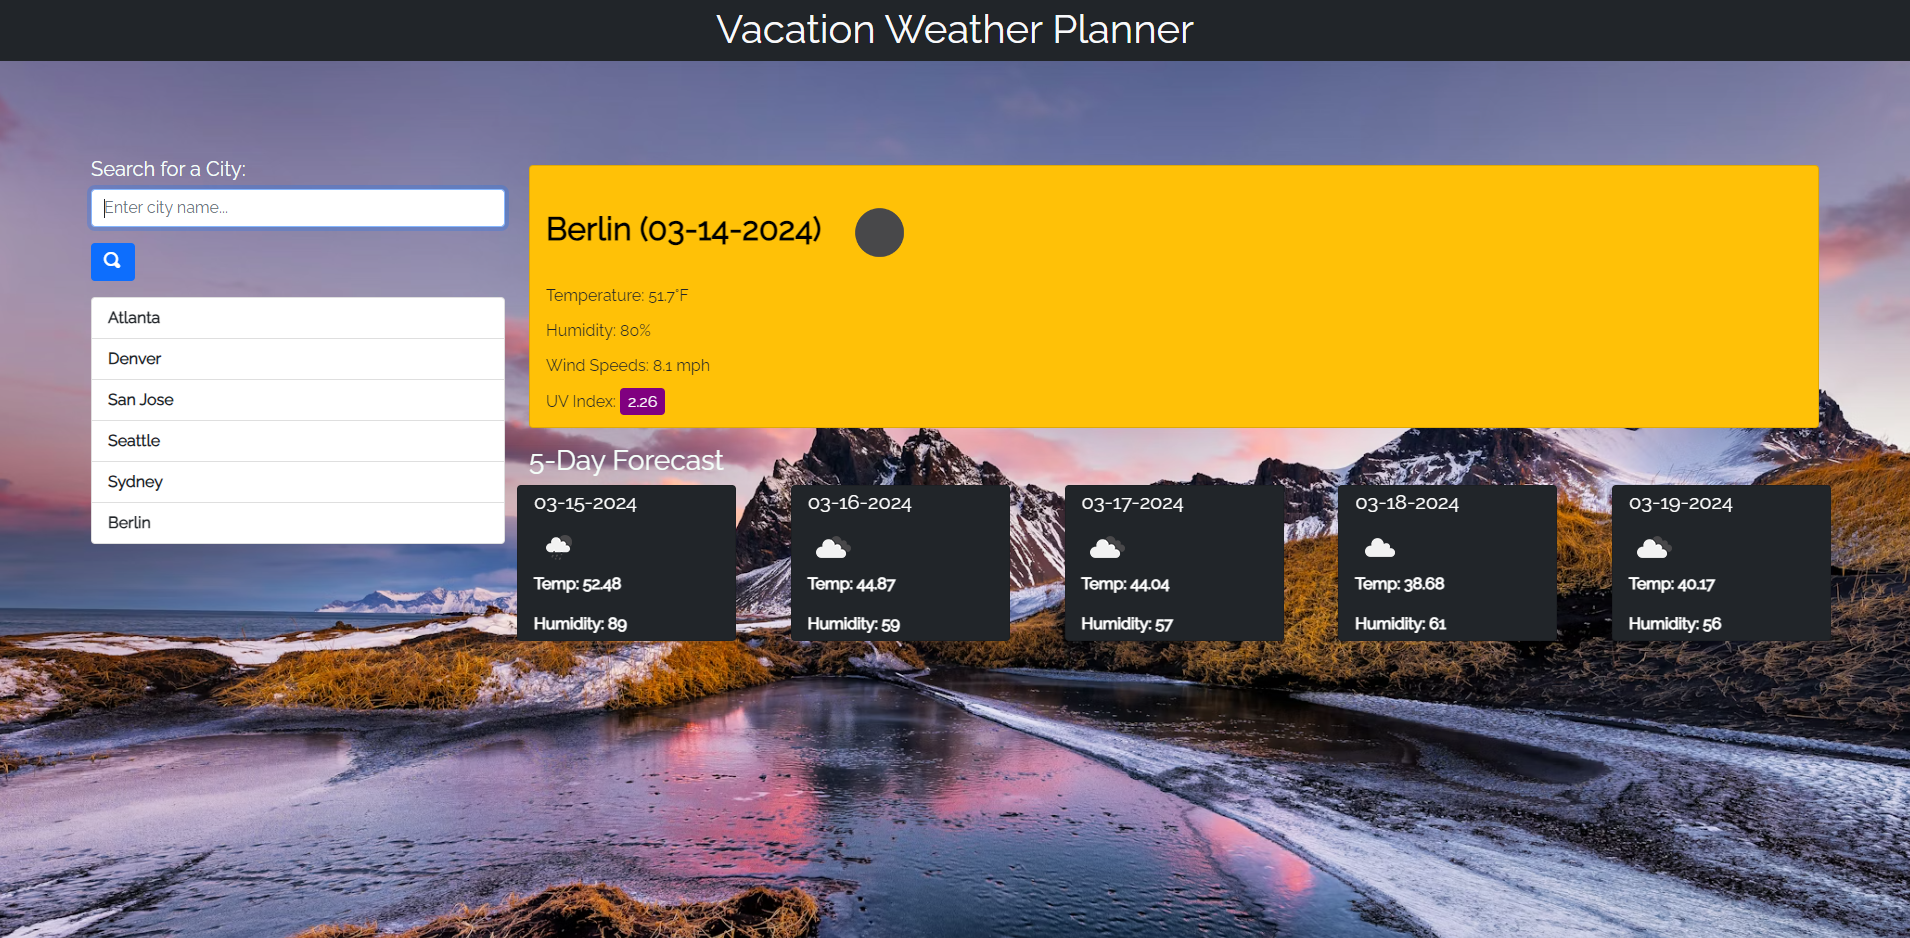 Vacation Weather Planner
Search for a City:
Enter city name...
Atlanta
Denver
San Jose
Seattle
Sydney
Berlin
Berlin (03-14-2024)
Temperature: 51.7°F
Humidity: 80%
Wind Speeds: 8.1 mph
UV Index: 2.26
5-Day Forecast
03-15-2024
Temp: 52.48
Humidity: 89
03-16-2024
Temp: 44.87
Humidity: 59
03-17-2024
Temp: 44.04
Humidity: 57
03-18-2024
Temp: 38.68
Humidity: 61
03-19-2024
Temp: 40.17
Humidity: 56